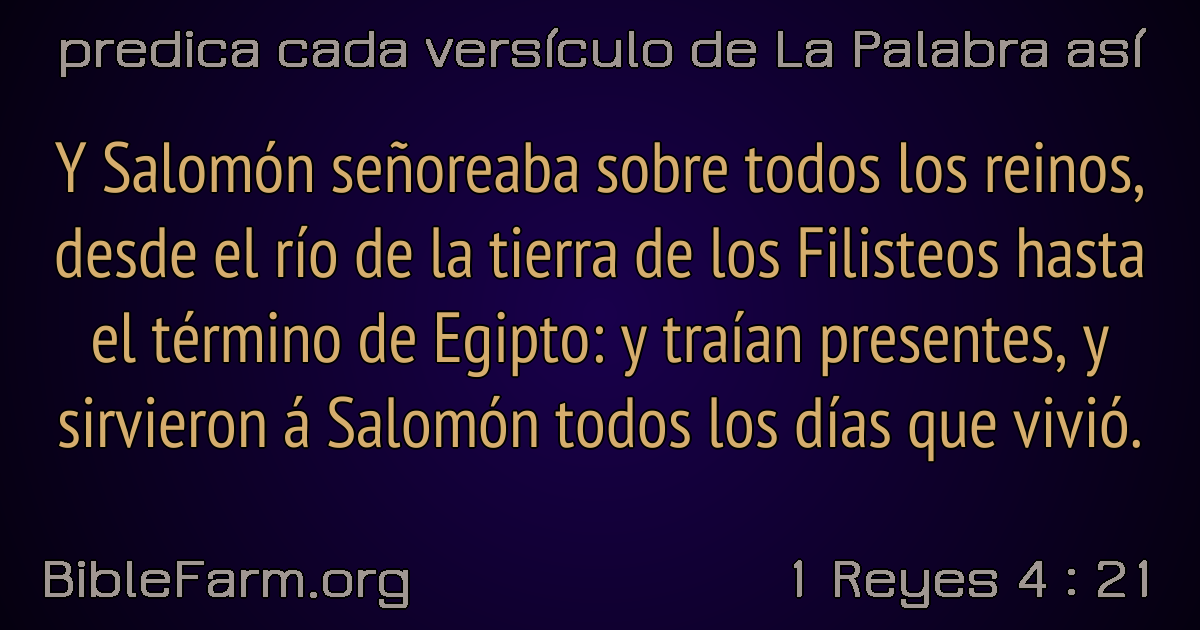 predica cada versículo de La Palabra así
Y Salomón señoreaba sobre todos los reinos,
desde el río de la tierra de los Filisteos hasta
el término de Egipto: y traían presentes, y
sirvieron á Salomón todos los días que vivió.
BibleFarm.org
1 Reyes 4 : 21